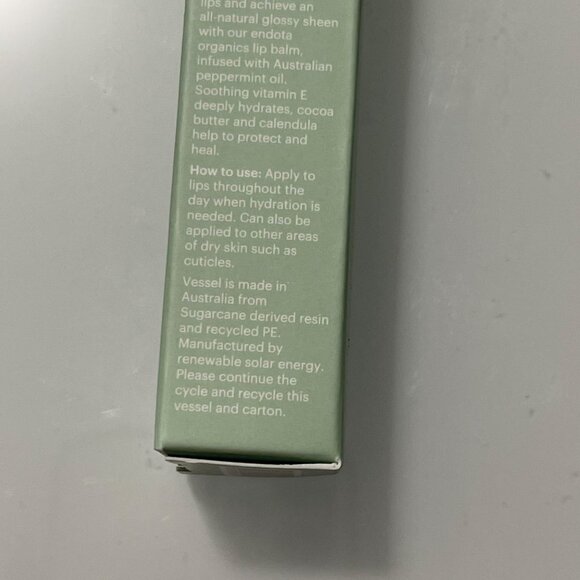 lips and achieve an
all-natural glossy sheen
with our endota
organics lip balm,
infused with Australian
peppermint oil.
Soothing vitamin E
deeply hydrates, cocoa
butter and calendula
help to protect and
heal.
How to use: Apply to
lips throughout the
day when hydration is
needed. Can also be
applied to other areas
of dry skin such as
cuticles.
Vessel is made in
Australia from
Sugarcane derived resin
and recycled PE.
Manufactured by
renewable solar energy.
Please continue the
cycle and recycle this
vessel and carton.